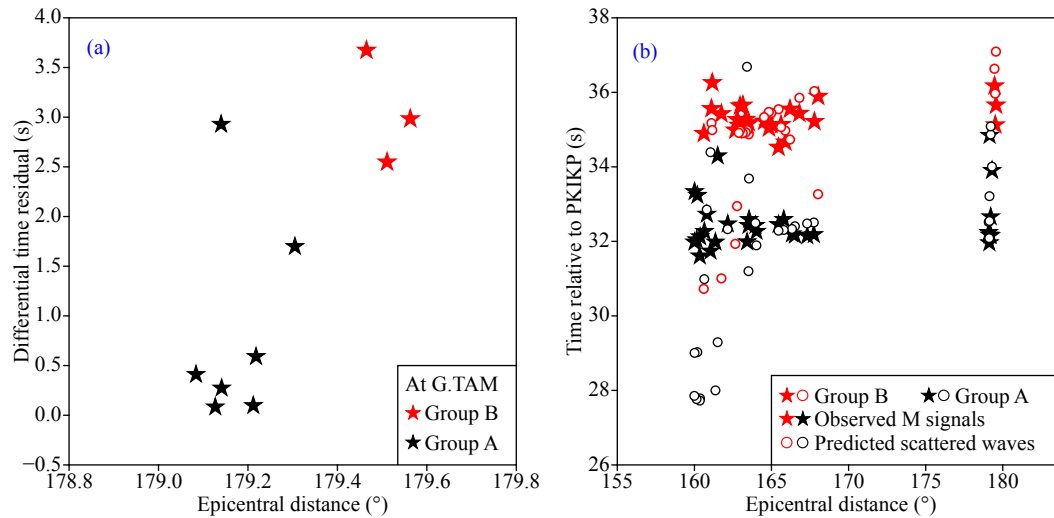 (a)
Differential time residual (s)
4.0
3.5
3.0
2.5
2.0
1.5
1.0
0.5
0.0
−0.5
178.8
179.0
179.2
179.4
179.6
179.8
Epicentral distance (°)
At G.TAM
Group B
Group A
(b)
Time relative to PKIKP (s)
38
36
34
32
30
28
26
155
160
165
170
175
180
Epicentral distance (°)
Group B Group A
Observed M signals
Predicted scattered waves